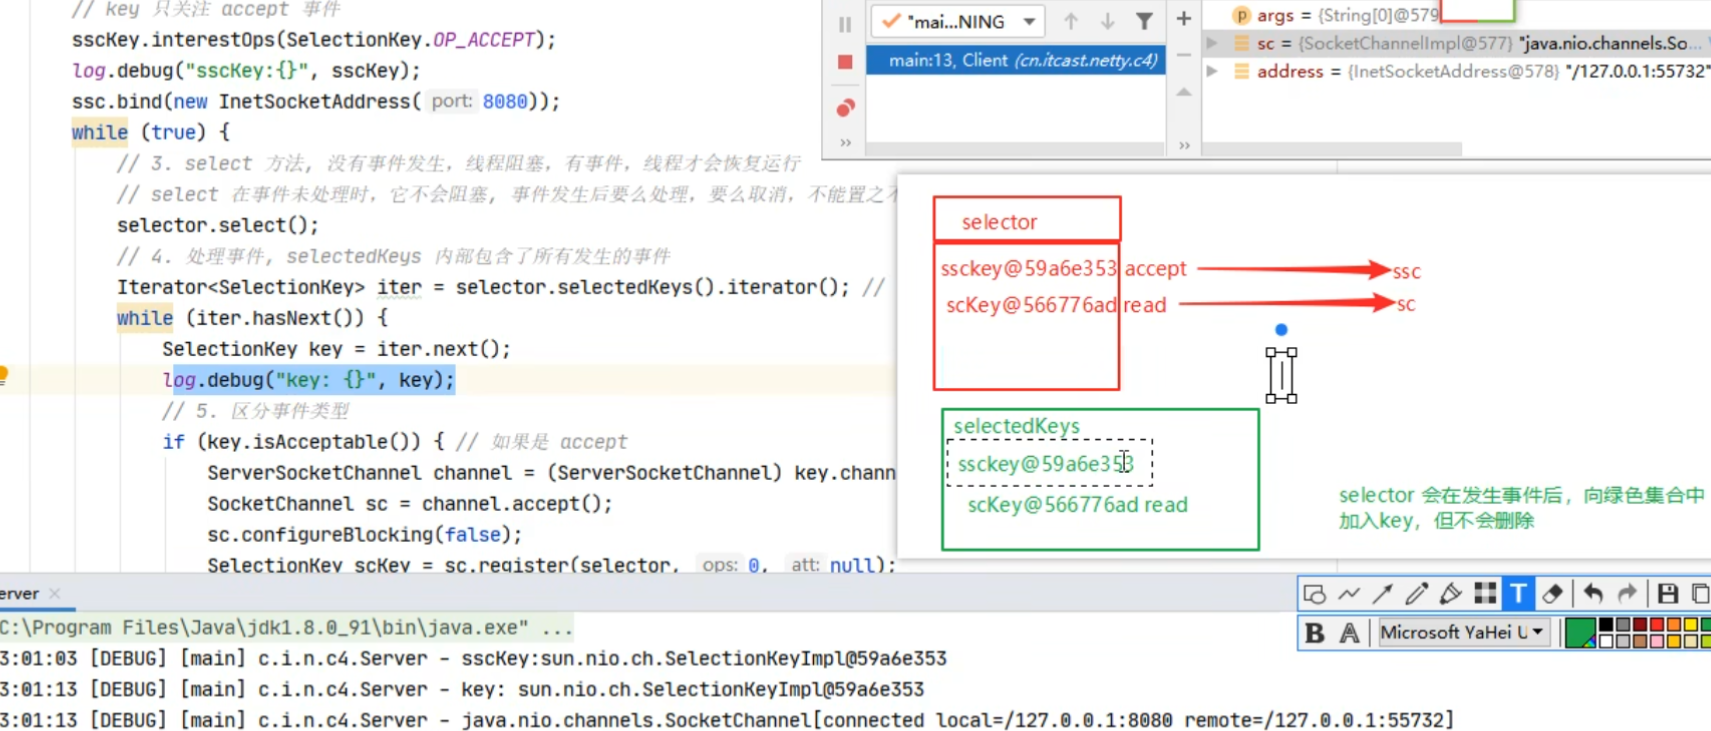 // key 只关注 accept 事件
sscKey.interestOps(SelectionKey.OP_ACCEPT);
log.debug("sscKey:{}", sscKey);
ssc.bind(new InetSocketAddress( port: 8080));
while (true) {
// 3. select 方法, 没有事件发生，线程阻塞，有事件，线程才会恢复运行
// select 在事件未处理时，它不会阻塞, 事件发生后要么处理，要么取消，不能置之不
selector.select();
// 4. 处理事件, selectedKeys 内部包含了所有发生的事件
Iterator<SelectionKey> iter = selector.selectedKeys().iterator(); //
while (iter.hasNext()) {
SelectionKey key = iter.next();
log.debug("key: {}", key);
// 5. 区分事件类型
if (key.isAcceptable()) { // 如果是 accept
ServerSocketChannel channel = (ServerSocketChannel) key.chann
SocketChannel sc = channel.accept();
sc.configureBlocking(false);
SelectionKey scKey = sc.register(selector, ops: 0, att: null);
"mai...NING
main:13, Client (cn.itcast.netty.c4)
args = {String[0]@579
sc = {SocketChannelImpl@577} "java.nio.channels.So...
address = {InetSocketAddress@578} "/127.0.0.1:55732"
selector
ssckey@59a6e353 accept
ssc
scKey@566776ad read
sc
selectedKeys
ssckey@59a6e353
scKey@566776ad read
selector 会在发生事件后，向绿色集合中
加入key，但不会删除
T
B A Microsoft YaHei U
erver
C:\Program Files\Java\jdk1.8.0_91\bin\java.exe" ...
3:01:03 [DEBUG] [main] c.i.n.c4.Server - sscKey:sun.nio.ch.SelectionKeyImpl@59a6e353
3:01:13 [DEBUG] [main] c.i.n.c4.Server - key: sun.nio.ch.SelectionKeyImpl@59a6e353
3:01:13 [DEBUG] [main] c.i.n.c4.Server - java.nio.channels.SocketChannel[connected local=/127.0.0.1:8080 remote=/127.0.0.1:55732]